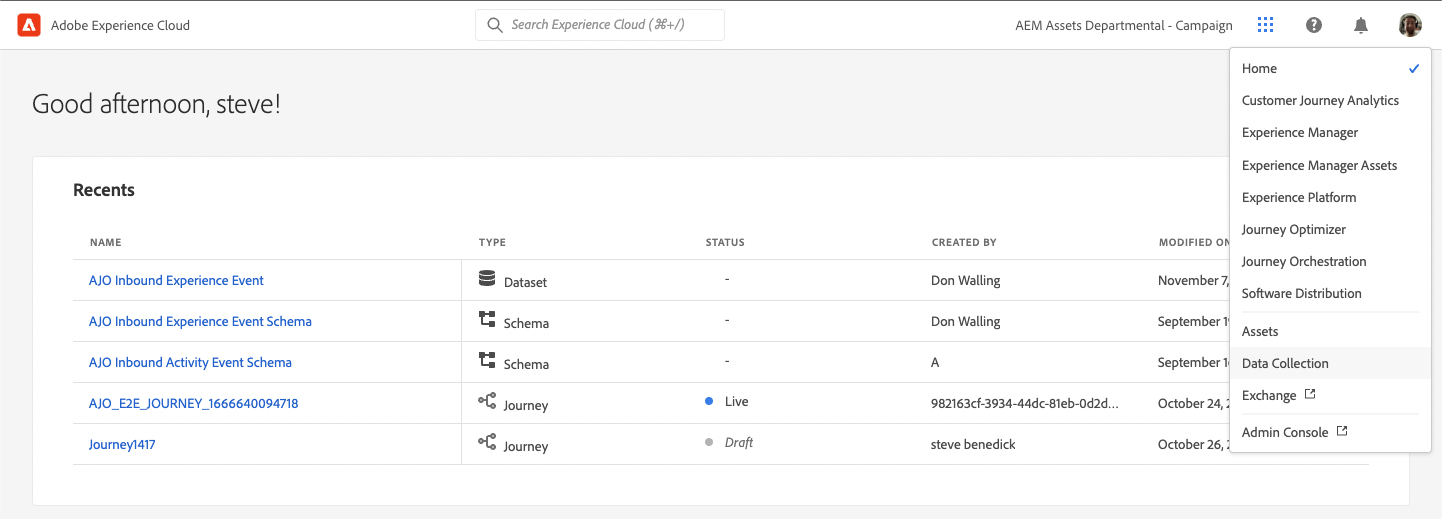 Adobe Experience Cloud
Search Experience Cloud (⌘+/)
AEM Assets Departmental - Campaign
Good afternoon, steve!
Recents
NAME TYPE STATUS CREATED BY MODIFIED ON
AJO Inbound Experience Event Dataset - Don Walling November 7,
AJO Inbound Experience Event Schema Schema - Don Walling September 19
AJO Inbound Activity Event Schema Schema - A September 16
AJO_E2E_JOURNEY_1666640094718 Journey Live 982163cf-3934-44dc-81eb-0d2d... October 24, 2
Journey1417 Journey Draft steve benedick October 26, 2
Home
Customer Journey Analytics
Experience Manager
Experience Manager Assets
Experience Platform
Journey Optimizer
Journey Orchestration
Software Distribution
Assets
Data Collection
Exchange
Admin Console